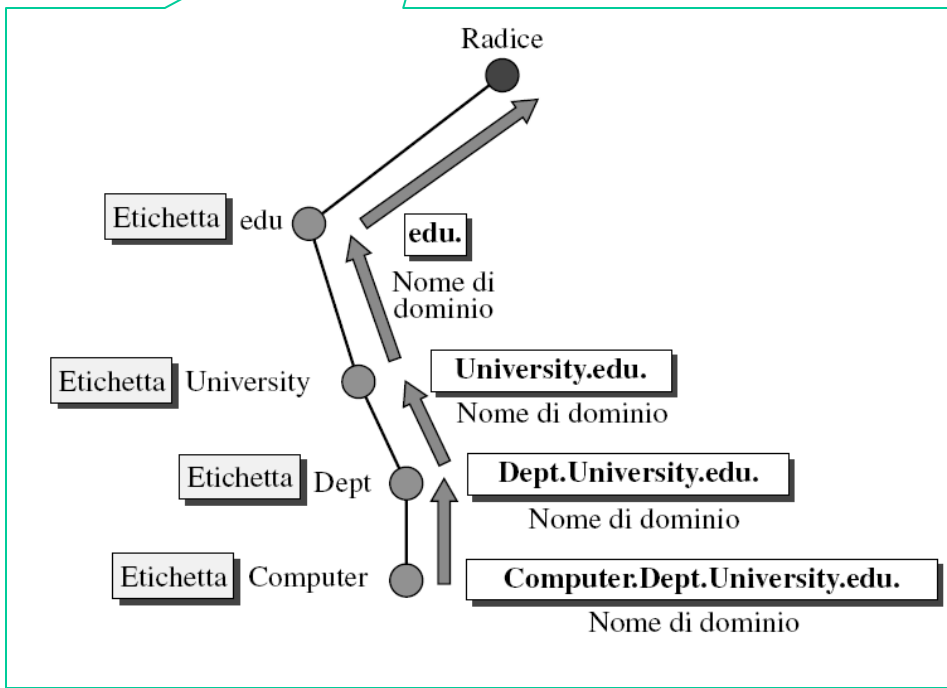 Radice
Etichetta edu
edu.
Nome di
dominio
Etichetta University
University.edu.
Nome di dominio
Etichetta Dept
Dept.University.edu.
Nome di dominio
Etichetta Computer
Computer.Dept.University.edu.
Nome di dominio